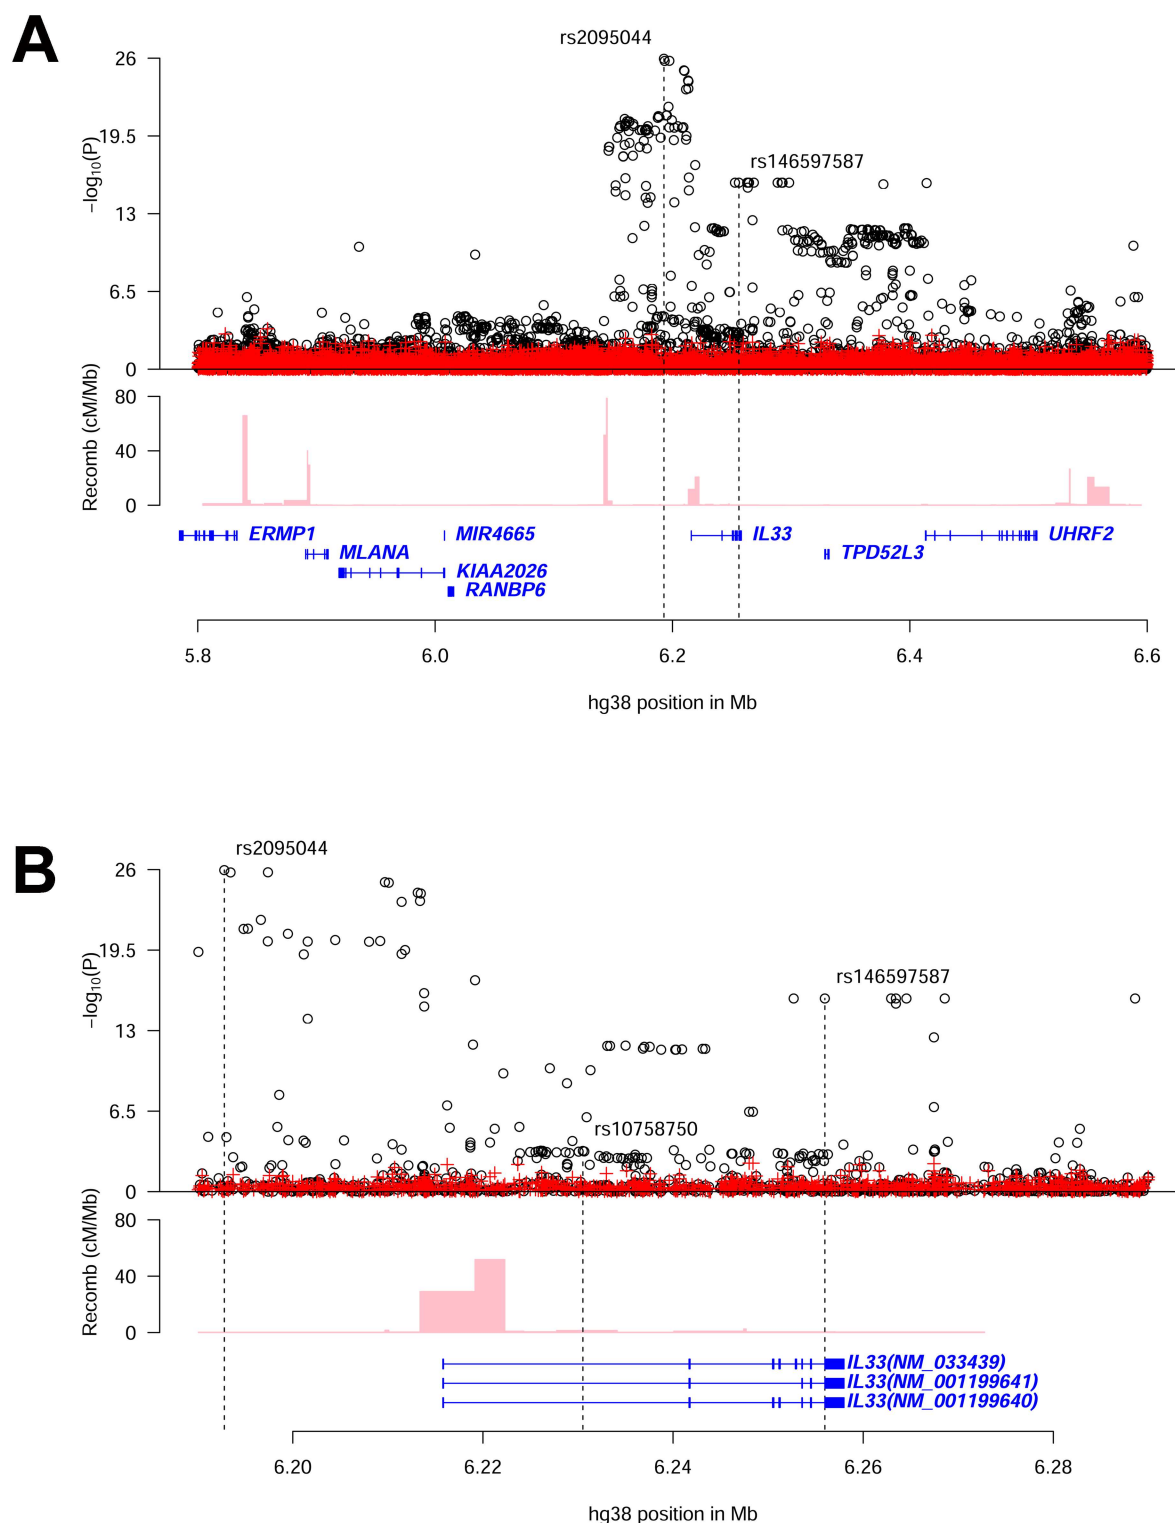 A
rs2095044
26
19.5
13
6.5
0
−log10(P)
rs146597587
80
40
0
Recomb (cM/Mb)
ERMP1
MIR4665
IL33
UHRF2
MLANA
TPD52L3
KIAA2026
RANBP6
5.8
6.0
6.2
6.4
6.6
hg38 position in Mb
B
rs2095044
26
19.5
13
6.5
0
−log10(P)
rs146597587
rs10758750
80
40
0
Recomb (cM/Mb)
IL33(NM_033439)
IL33(NM_001199641)
IL33(NM_001199640)
6.20
6.22
6.24
6.26
6.28
hg38 position in Mb